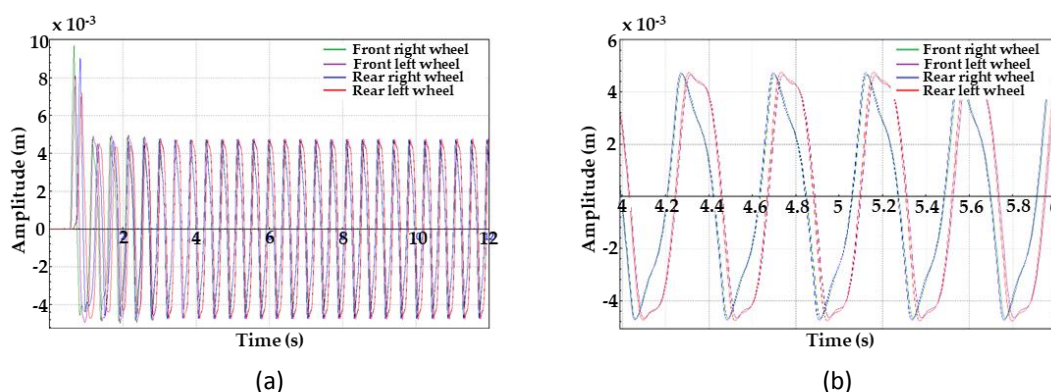 x 10⁻³
10
8
6
4
2
0
-2
-4
2
4
6
8
10
12
Amplitude (m)
Time (s)
Front right wheel
Front left wheel
Rear right wheel
Rear left wheel
(a)
x 10⁻³
6
4
2
-2
-4
4
4.2
4.4
4.6
4.8
5
5.2
5.4
5.6
5.8
Amplitude (m)
Time (s)
Front right wheel
Front left wheel
Rear right wheel
Rear left wheel
(b)